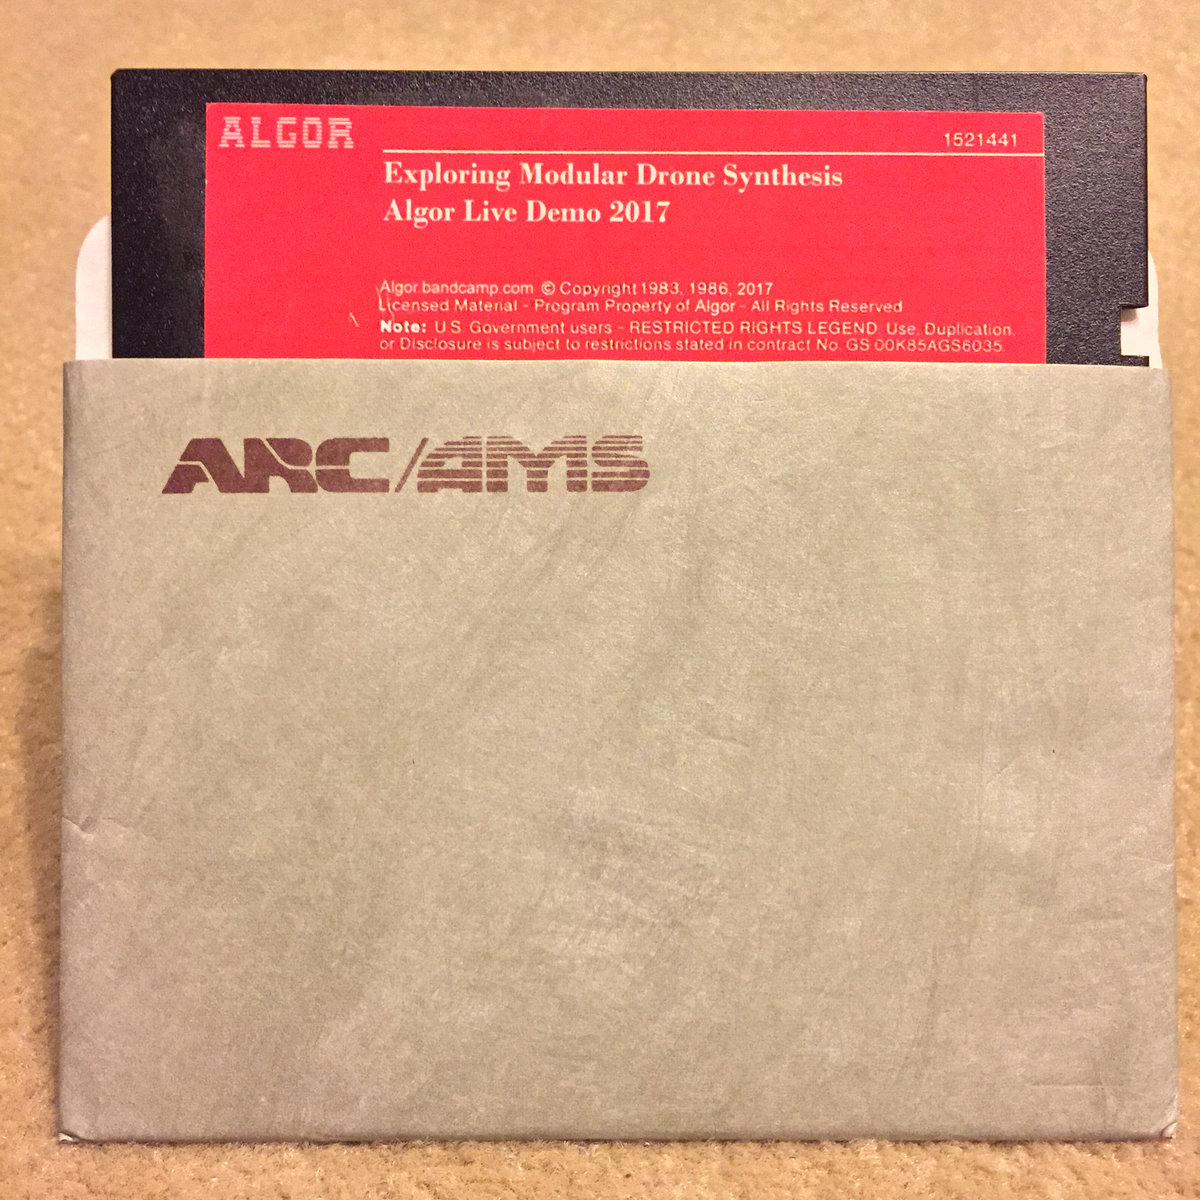 ALGOR
1521441
Exploring Modular Drone Synthesis
Algor Live Demo 2017
Algor.bandcamp.com © Copyright 1983, 1986, 2017
Licensed Material - Program Property of Algor - All Rights Reserved
Note: U.S. Government users - RESTRICTED RIGHTS LEGEND. Use, Duplication,
or Disclosure is subject to restrictions stated in contract No. GS 00K85AGS6035.
ARC/AMS